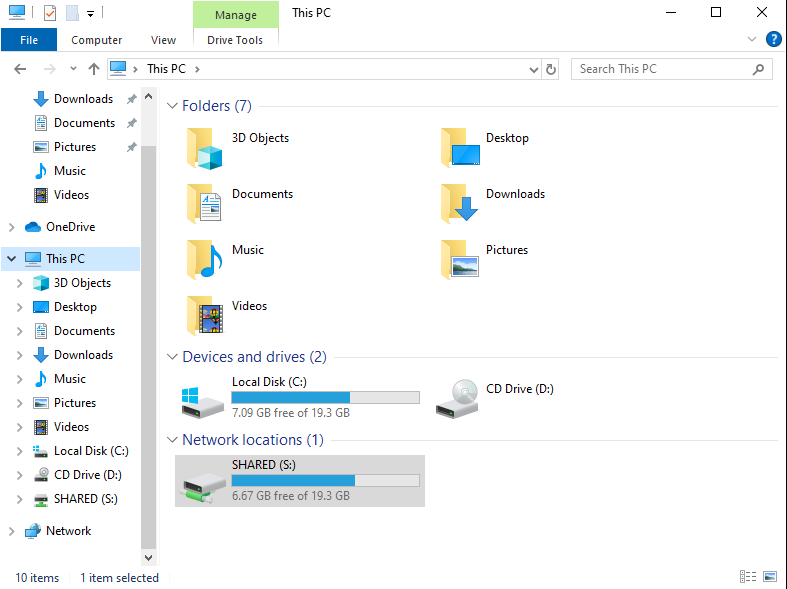 Manage
This PC
File
Computer
View
Drive Tools
This PC
Search This PC
Downloads
Documents
Pictures
Music
Videos
OneDrive
This PC
3D Objects
Desktop
Documents
Downloads
Music
Pictures
Videos
Local Disk (C:)
CD Drive (D:)
SHARED (S:)
Network
Folders (7)
3D Objects
Desktop
Documents
Downloads
Music
Pictures
Videos
Devices and drives (2)
Local Disk (C:)
7.09 GB free of 19.3 GB
CD Drive (D:)
Network locations (1)
SHARED (S:)
6.67 GB free of 19.3 GB
10 items
1 item selected